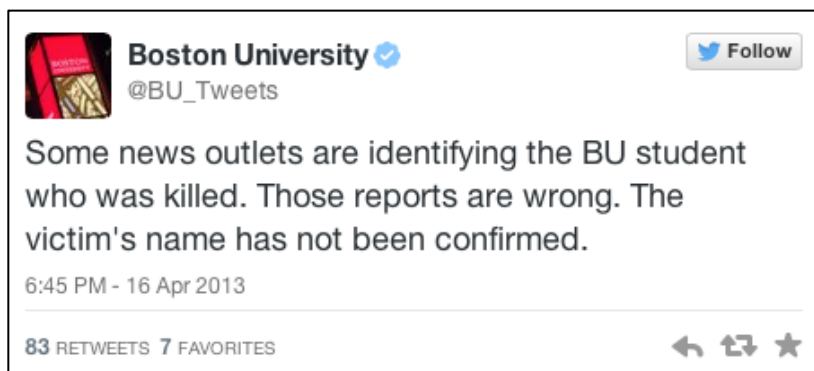 Boston University
Follow
@BU_Tweets
Some news outlets are identifying the BU student
who was killed. Those reports are wrong. The
victim's name has not been confirmed.
6:45 PM - 16 Apr 2013
83 RETWEETS 7 FAVORITES